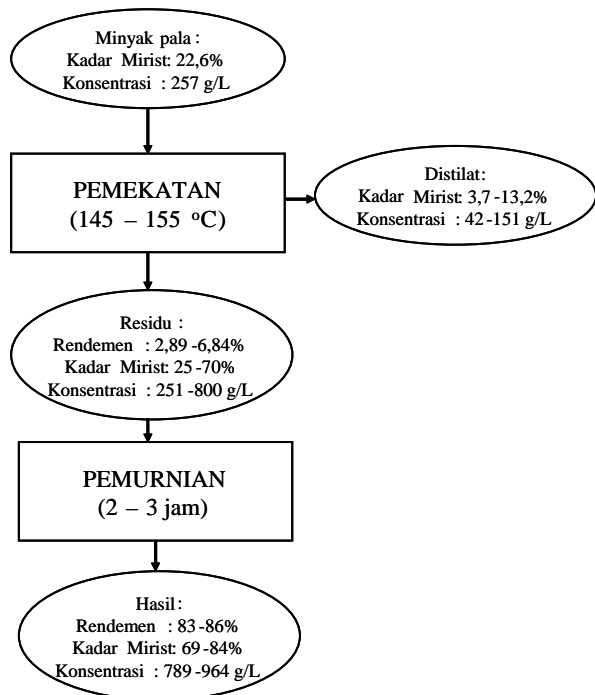 Minyak pala :
Kadar Mirist: 22,6%
Konsentrasi : 257 g/L
PEMEKATAN
(145 – 155 °C)
Distilat:
Kadar Mirist: 3,7 -13,2%
Konsentrasi : 42 -151 g/L
Residu :
Rendemen : 2,89 -6,84%
Kadar Mirist: 25 -70%
Konsentrasi : 251 -800 g/L
PEMURNIAN
(2 – 3 jam)
Hasil :
Rendemen : 83 -86%
Kadar Mirist: 69 -84%
Konsentrasi : 789 -964 g/L